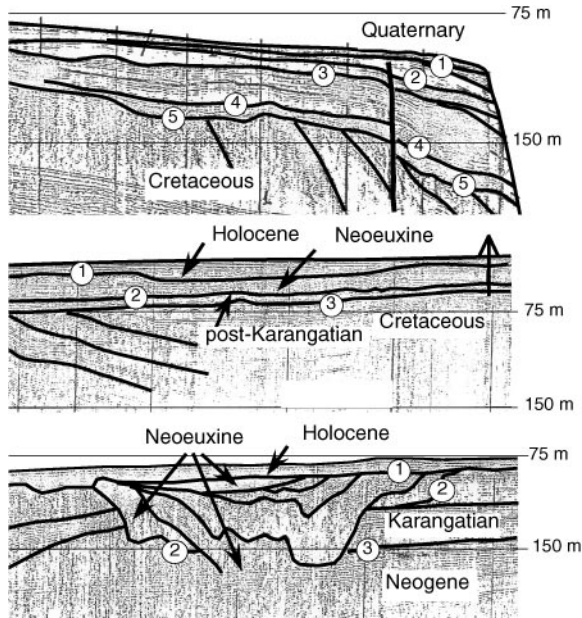 75 m
Quaternary
1
3
2
4
5
4
150 m
Cretaceous
5
Holocene
Neoeuxine
1
2
3
75 m
post-Karangatian
Cretaceous
150 m
Neoeuxine
Holocene
75 m
1
2
Karangatian
2
3
150 m
Neogene